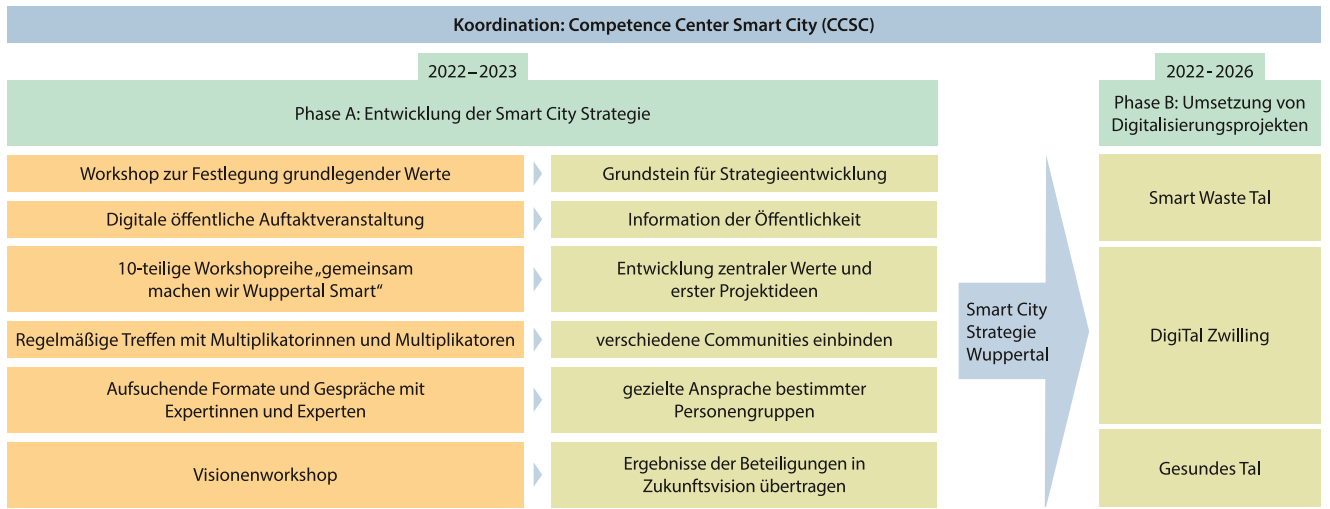 Koordination: Competence Center Smart City (CCSC)
2022–2023
Phase A: Entwicklung der Smart City Strategie
Workshop zur Festlegung grundlegender Werte
Grundstein für Strategieentwicklung
Digitale öffentliche Auftaktveranstaltung
Information der Öffentlichkeit
10-teilige Workshopreihe „gemeinsam
machen wir Wuppertal Smart“
Entwicklung zentraler Werte und
erster Projektideen
Regelmäßige Treffen mit Multiplikatorinnen und Multiplikatoren
verschiedene Communities einbinden
Aufsuchende Formate und Gespräche mit
Expertinnen und Experten
gezielte Ansprache bestimmter
Personengruppen
Visionenworkshop
Ergebnisse der Beteiligungen in
Zukunftsvision übertragen
Smart City
Strategie
Wuppertal
2022-2026
Phase B: Umsetzung von
Digitalisierungsprojekten
Smart Waste Tal
DigiTal Zwilling
Gesundes Tal